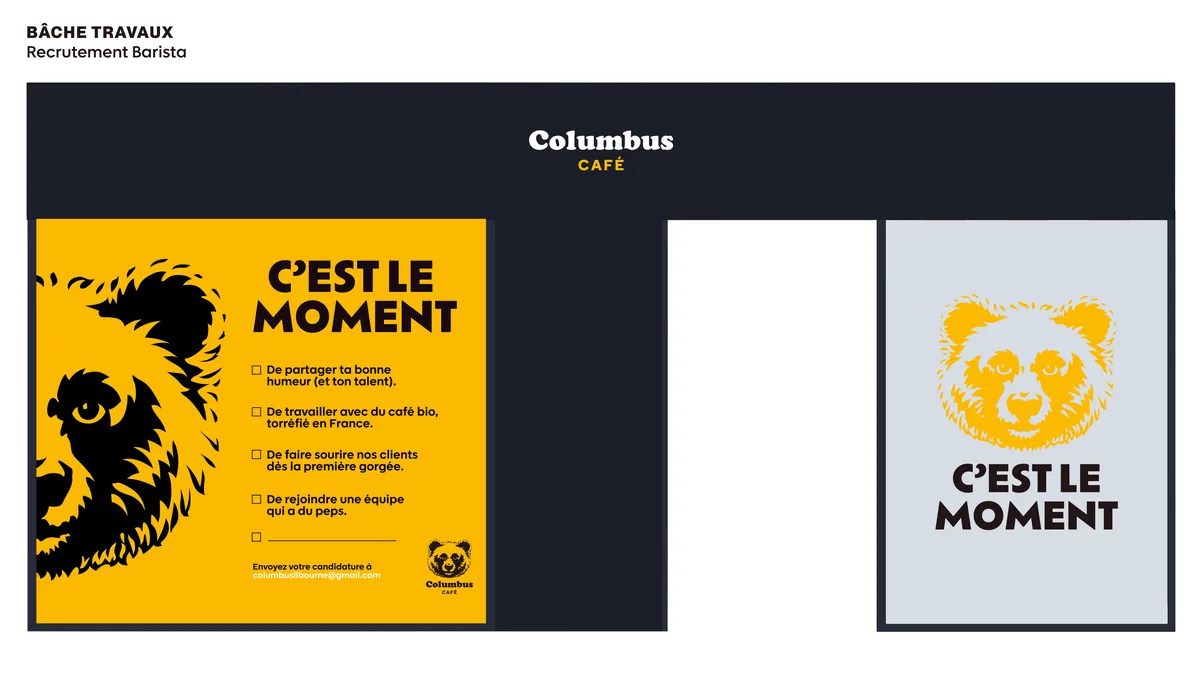 BÂCHE TRAVAUX
Recrutement Barista
Columbus
CAFÉ
C’EST LE
MOMENT
De partager ta bonne
humeur (et ton talent).
De travailler avec du café bio,
torréfié en France.
De faire sourire nos clients
dès la première gorgée.
De rejoindre une équipe
qui a du peps.
Envoyez votre candidature à
columbuslibourne@gmail.com
Columbus
CAFÉ
C’EST LE
MOMENT